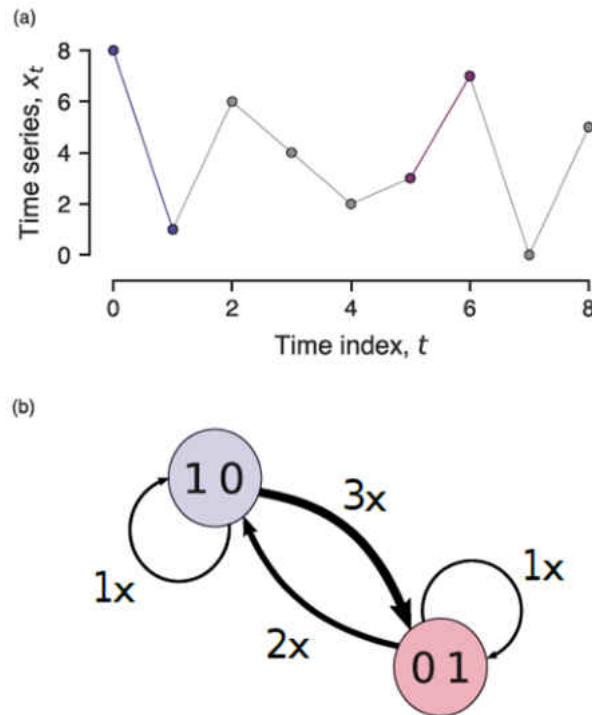 (a)
8
6
4
2
0
Time series, x_t
0 2 4 6 8
Time index, t
(b)
1 0
3x
1x
1x
2x
0 1